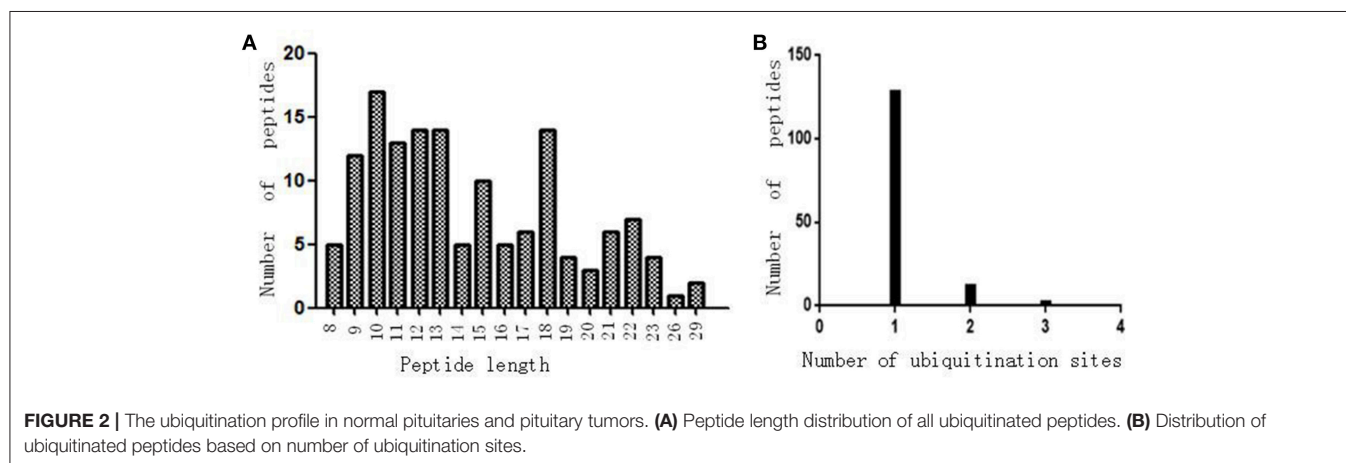 A
Number of peptides
20
15
10
5
0
8 9 10 11 12 13 14 15 16 17 18 19 20 21 22 23 26 29
Peptide length
B
Number of peptides
150
100
50
0
0 1 2 3 4
Number of ubiquitination sites
FIGURE 2 | The ubiquitination profile in normal pituitaries and pituitary tumors. (A) Peptide length distribution of all ubiquitinated peptides. (B) Distribution of
ubiquitinated peptides based on number of ubiquitination sites.